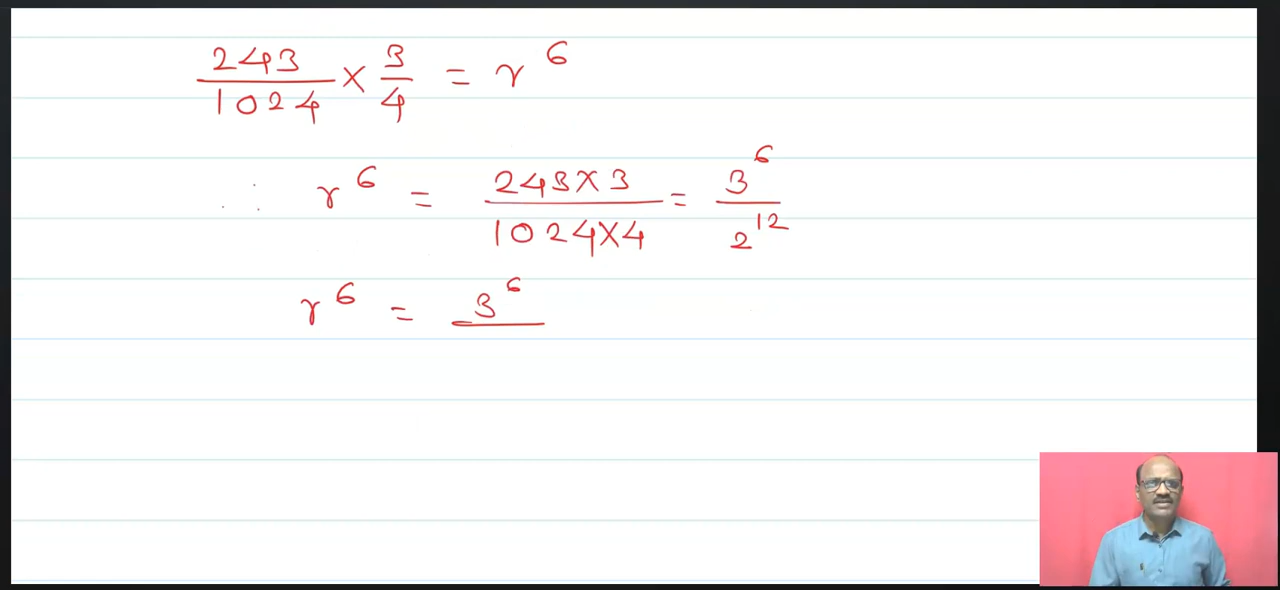 243/1024 × 3/4 = r^6
∴ r^6 = 243×3/1024×4 = 3^6/2^12
r^6 = 3^6/